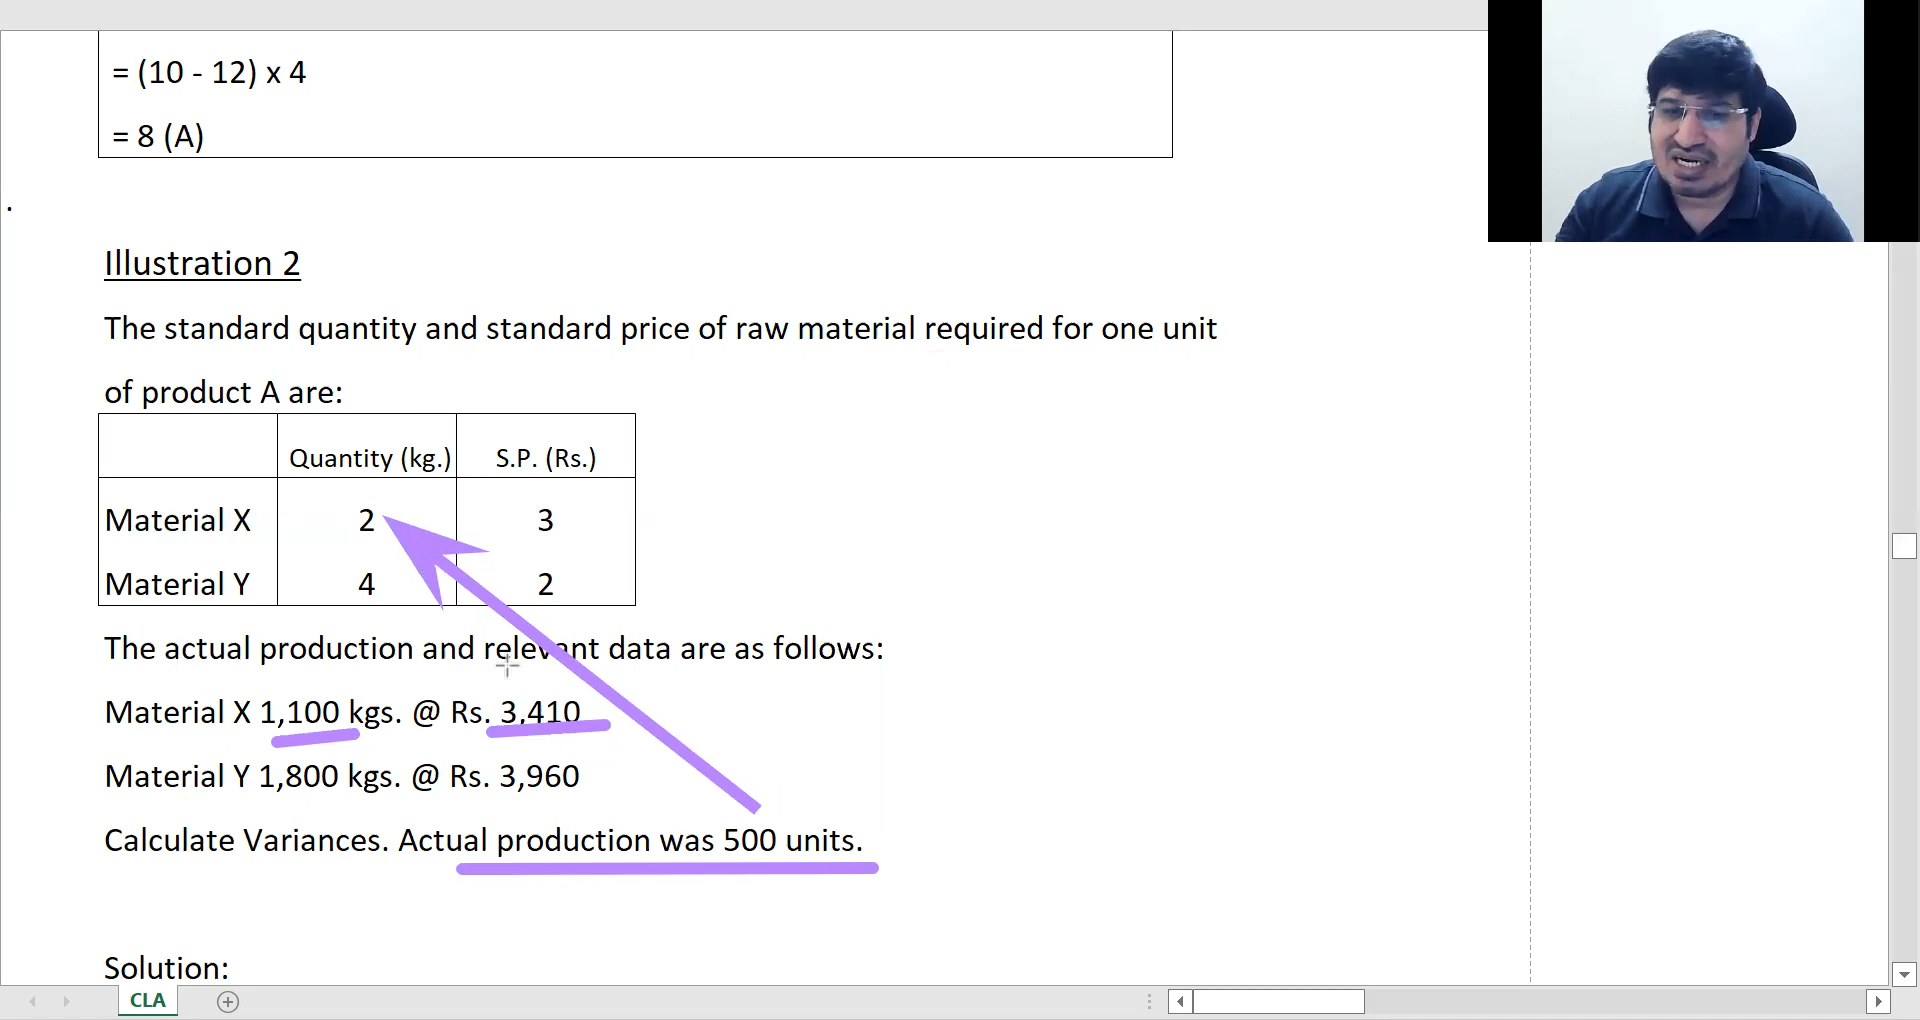 = (10 - 12) x 4
= 8 (A)
.
Illustration 2
The standard quantity and standard price of raw material required for one unit
of product A are:
Quantity (kg.) S.P. (Rs.)
Material X 2 3
Material Y 4 2
The actual production and relevant data are as follows:
Material X 1,100 kgs. @ Rs. 3,410
Material Y 1,800 kgs. @ Rs. 3,960
Calculate Variances. Actual production was 500 units.
Solution:
CLA